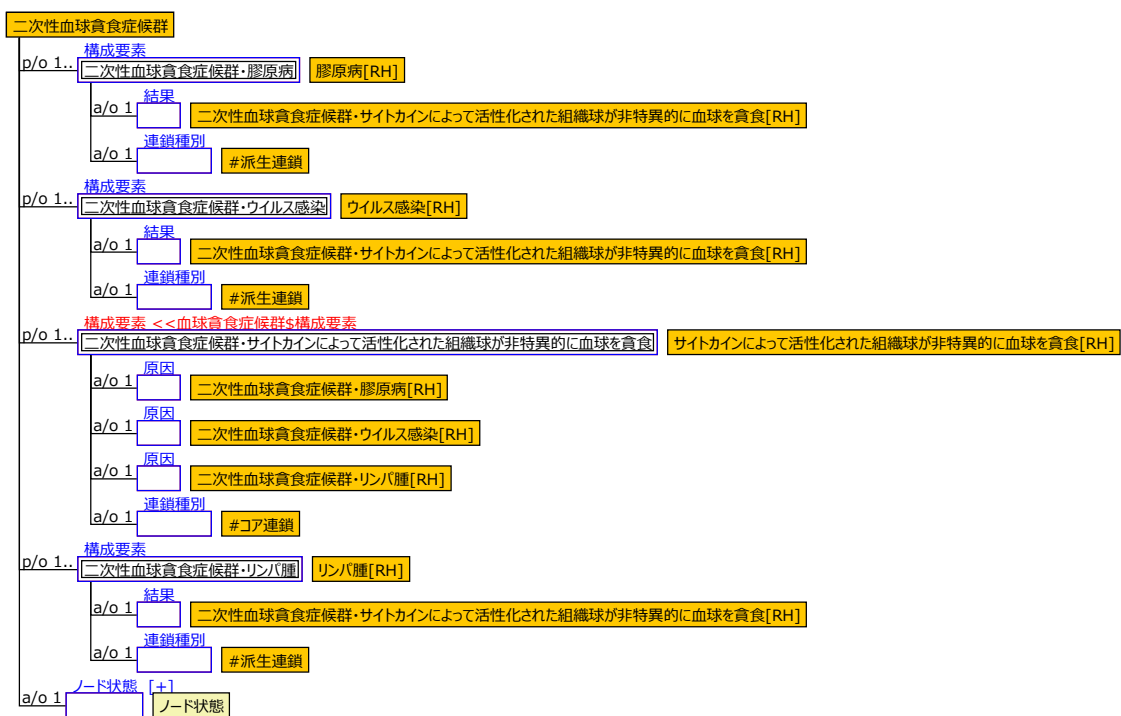 二次性血球貪食症候群
構成要素
p/o 1.. 二次性血球貪食症候群・膠原病 膠原病[RH]
結果
a/o 1 二次性血球貪食症候群・サイトカインによって活性化された組織球が非特異的に血球を貪食[RH]
連鎖種別
a/o 1 #派生連鎖
構成要素
p/o 1.. 二次性血球貪食症候群・ウイルス感染 ウイルス感染[RH]
結果
a/o 1 二次性血球貪食症候群・サイトカインによって活性化された組織球が非特異的に血球を貪食[RH]
連鎖種別
a/o 1 #派生連鎖
構成要素 <<血球貪食症候群$構成要素
p/o 1.. 二次性血球貪食症候群・サイトカインによって活性化された組織球が非特異的に血球を貪食 サイトカインによって活性化された組織球が非特異的に血球を貪食[RH]
原因
a/o 1 二次性血球貪食症候群・膠原病[RH]
原因
a/o 1 二次性血球貪食症候群・ウイルス感染[RH]
原因
a/o 1 二次性血球貪食症候群・リンパ腫[RH]
連鎖種別
a/o 1 #コア連鎖
構成要素
p/o 1.. 二次性血球貪食症候群・リンパ腫 リンパ腫[RH]
結果
a/o 1 二次性血球貪食症候群・サイトカインによって活性化された組織球が非特異的に血球を貪食[RH]
連鎖種別
a/o 1 #派生連鎖
ノード状態 [+]
a/o 1 ノード状態